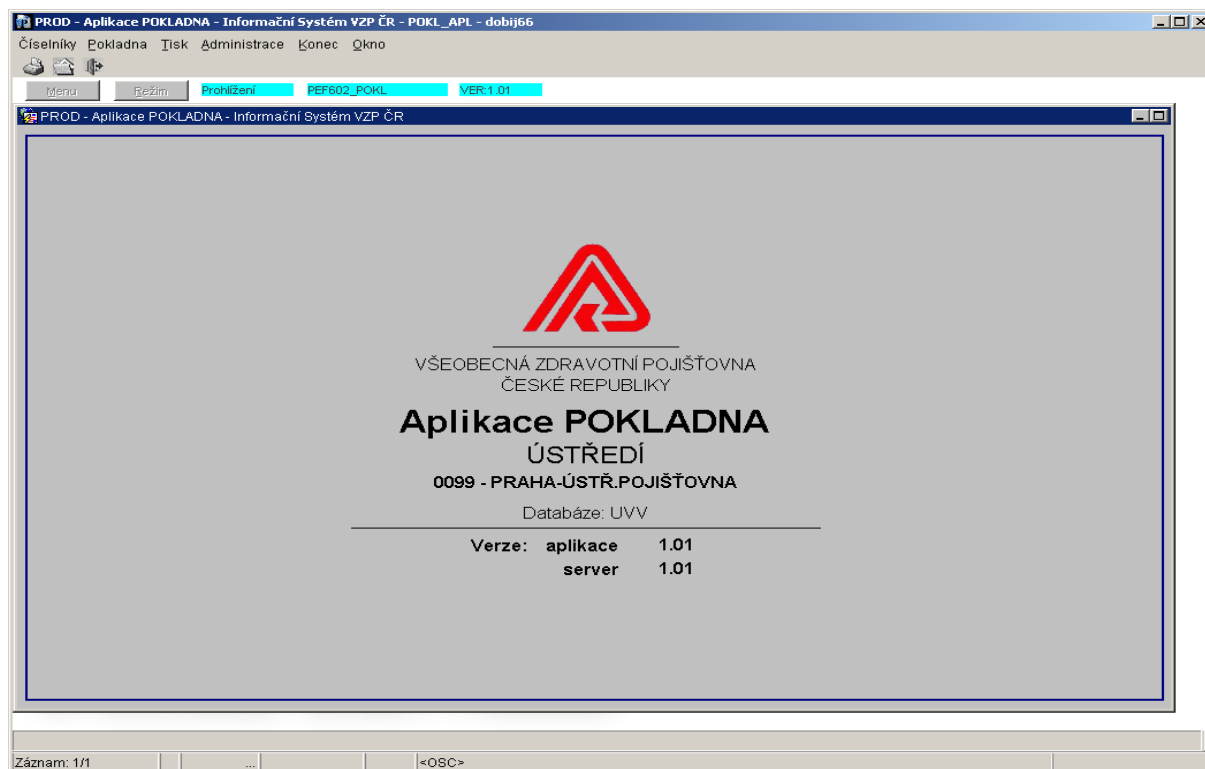 PROD - Aplikace POKLADNA - Informační Systém VZP ČR - POKL_APL - dobij66
Číselníky Pokladna Tisk Administrace Konec Okno
Menu Režim Prohlížení PEF602_POKL VER:1.01
PROD - Aplikace POKLADNA - Informační Systém VZP ČR
VŠEOBECNÁ ZDRAVOTNÍ POJIŠŤOVNA
ČESKÉ REPUBLIKY
Aplikace POKLADNA
ÚSTŘEDÍ
0099 - PRAHA-ÚSTŘ.POJIŠŤOVNA
Databáze: UVV
Verze: aplikace 1.01
server 1.01
Záznam: 1/1 ... <OSC>